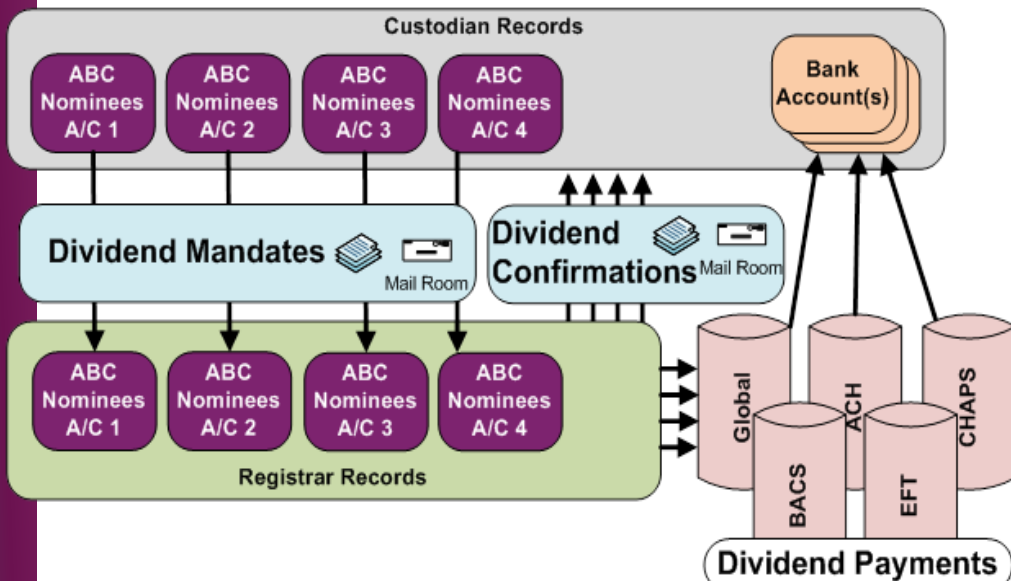 Custodian Records
ABC
Nominees
A/C 1
ABC
Nominees
A/C 2
ABC
Nominees
A/C 3
ABC
Nominees
A/C 4
Bank
Account(s)
Dividend Mandates
Mail Room
Dividend
Confirmations
Mail Room
ABC
Nominees
A/C 1
ABC
Nominees
A/C 2
ABC
Nominees
A/C 3
ABC
Nominees
A/C 4
Registrar Records
Global
ACH
CHAPS
BACS
EFT
Dividend Payments